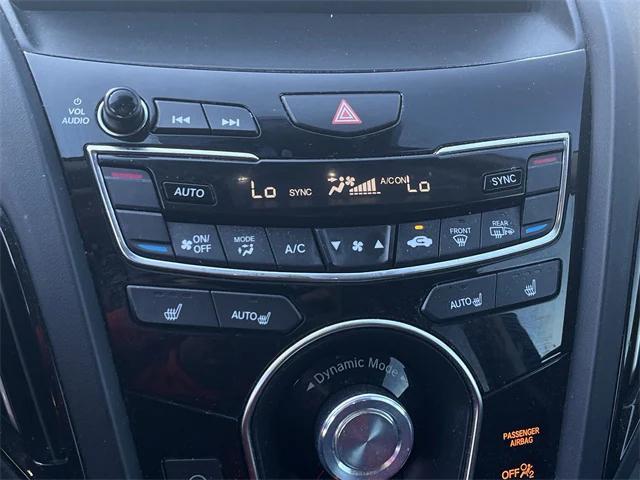 VOL
AUDIO
AUTO
Lo SYNC A/C ON Lo
SYNC
ON/
OFF
MODE
A/C
FRONT
REAR
AUTO
AUTO
Dynamic Mode
PASSENGER
AIRBAG
OFF